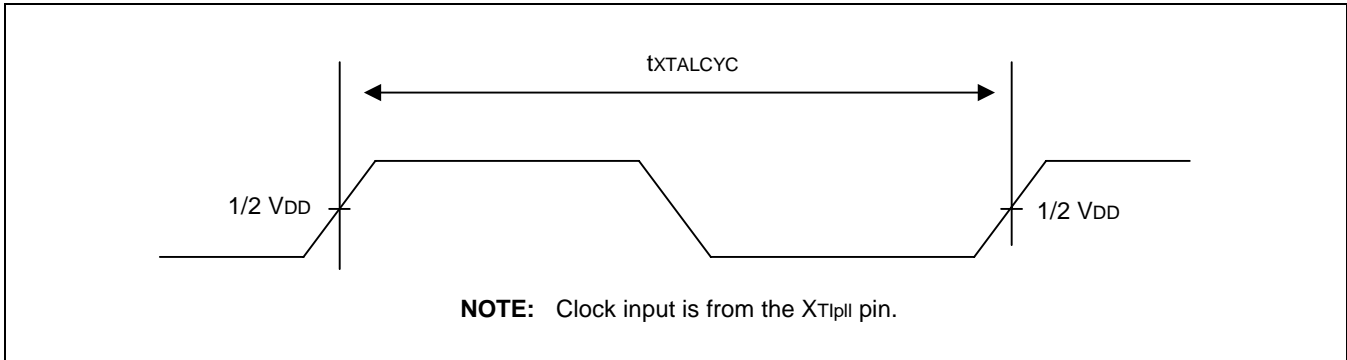 tXTALCYC
1/2 VDD
1/2 VDD
NOTE: Clock input is from the XTIpll pin.